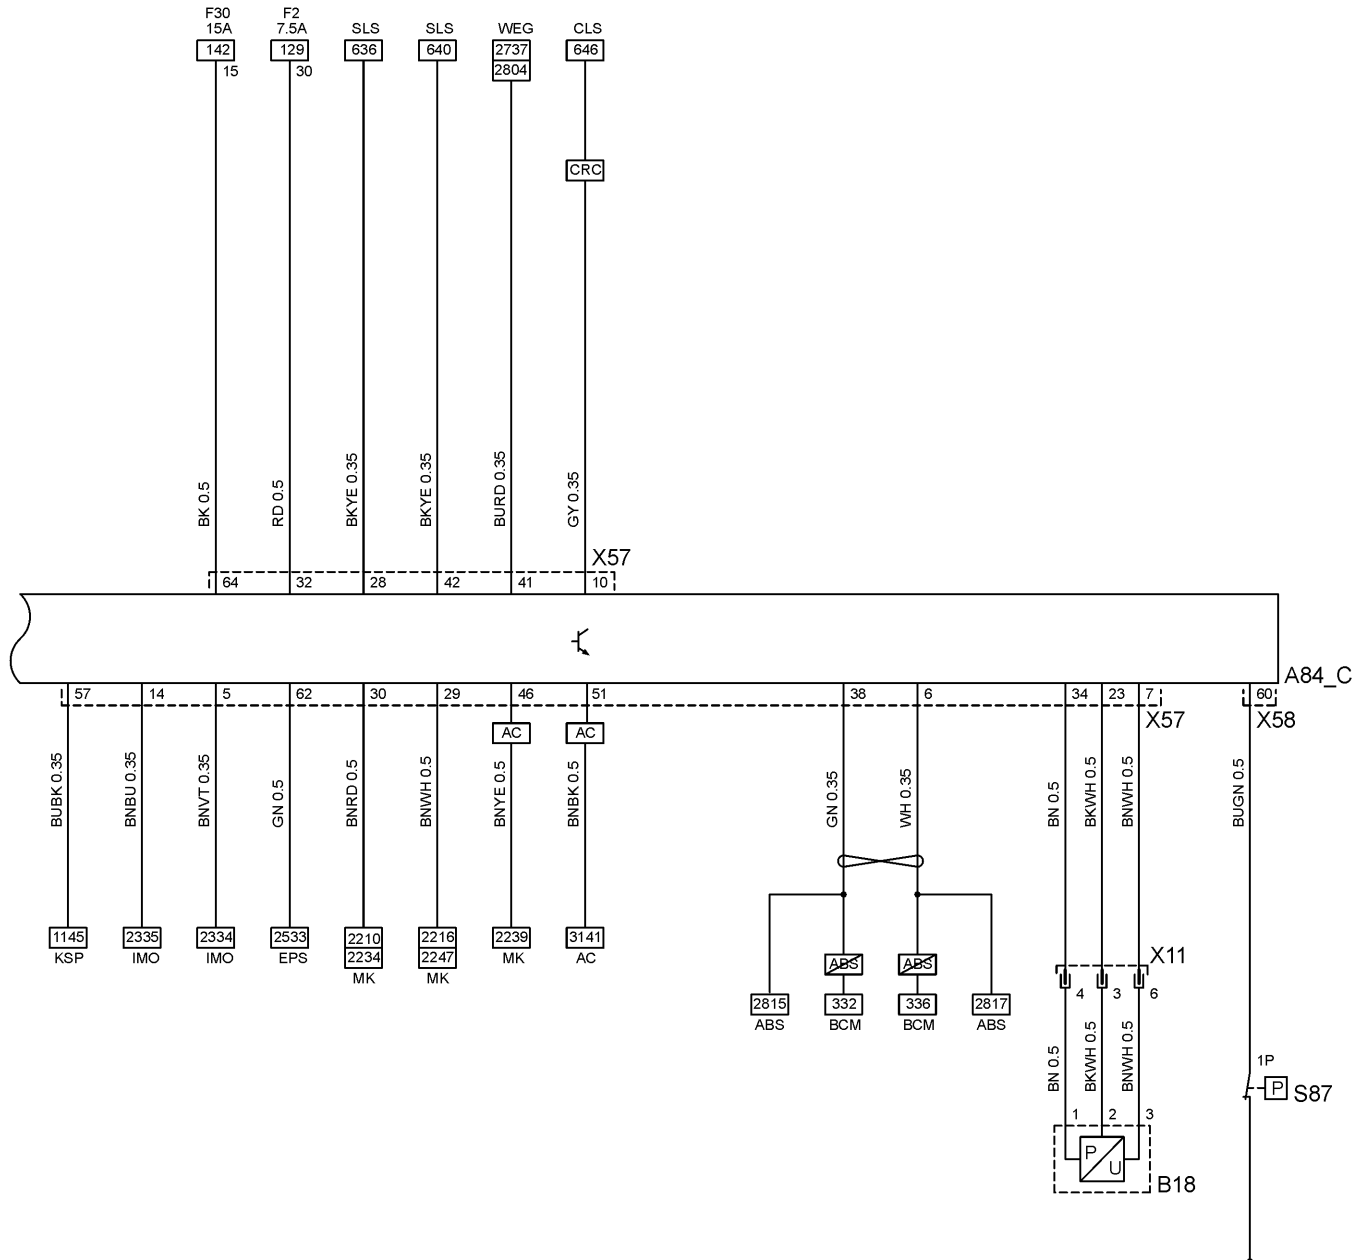 F30 F2
15A 7.5A SLS SLS WEG CLS
142 129 636 640 2737 646
15 30 2804
CRC
BK 0.5
RD 0.5
BKYE 0.35
BKYE 0.35
BURD 0.35
GY 0.35
X57
64 32 28 42 41 10
A84_C
57 14 5 62 30 29 46 51 38 6 34 23 7 60
X57 X58
AC AC
BUBK 0.35
BNBU 0.35
BNVT 0.35
GN 0.5
BNRD 0.5
BNWH 0.5
BNYE 0.5
BNBK 0.5
GN 0.35
WH 0.35
BN 0.5
BKWH 0.5
BNWH 0.5
BUGN 0.5
1145 2335 2334 2533 2210 2216 2239 3141
KSP IMO IMO EPS 2234 2247 MK AC
MK MK
X11
ABS ABS
4 3 6
2815 332 336 2817
ABS BCM BCM ABS
BN 0.5
BKWH 0.5
BNWH 0.5
1P
P S87
1 2 3
P
U
B18